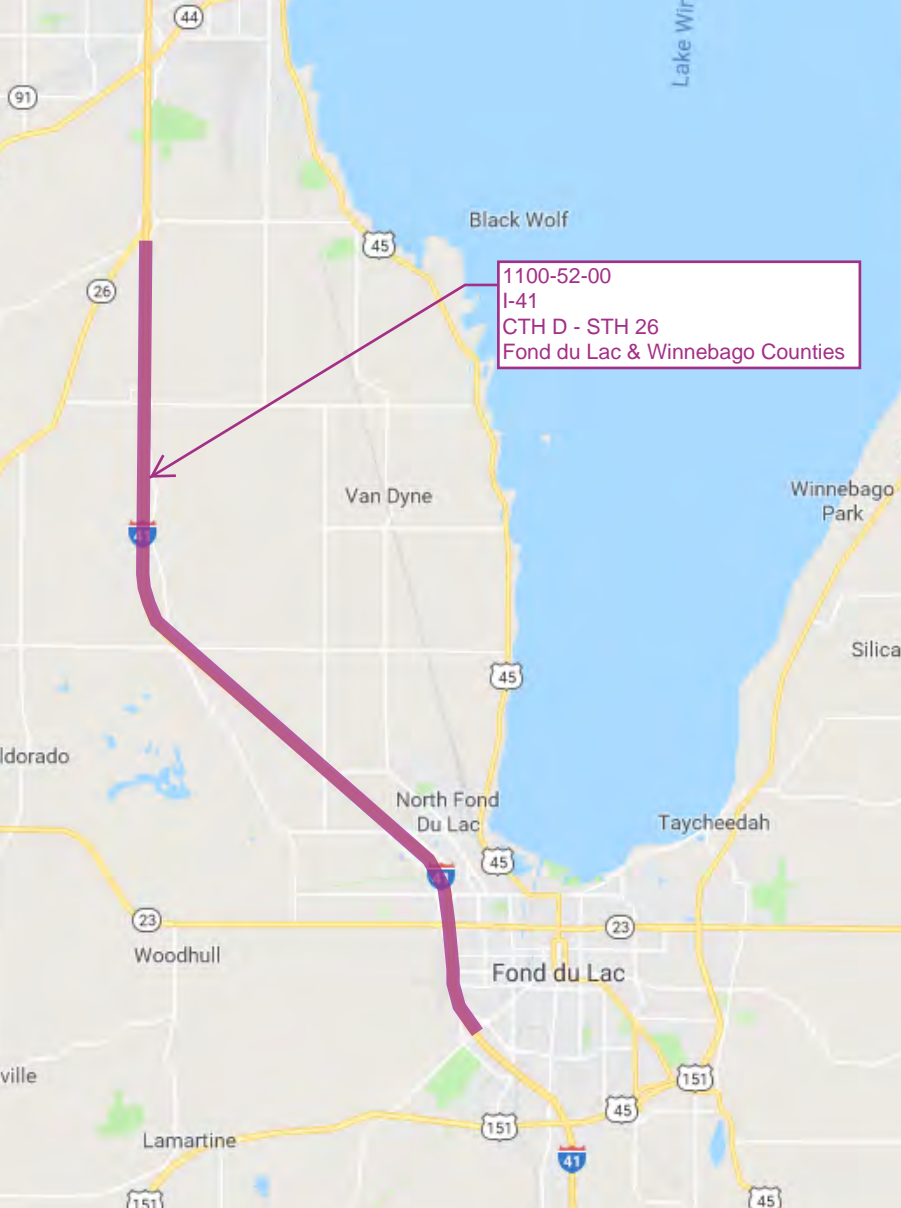 44
Lake Wir
91
Black Wolf
45
1100-52-00
I-41
CTH D - STH 26
Fond du Lac & Winnebago Counties
26
Van Dyne
Winnebago
Park
41
Silica
45
ldorado
North Fond
Du Lac
Taycheedah
45
41
23
23
Woodhull
Fond du Lac
ville
151
45
151
Lamartine
41
151
45